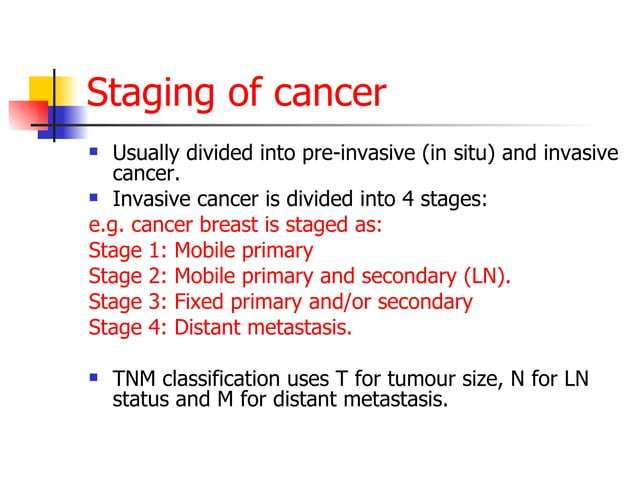 Staging of cancer
Usually divided into pre-invasive (in situ) and invasive
cancer.
Invasive cancer is divided into 4 stages:
e.g. cancer breast is staged as:
Stage 1: Mobile primary
Stage 2: Mobile primary and secondary (LN).
Stage 3: Fixed primary and/or secondary
Stage 4: Distant metastasis.
TNM classification uses T for tumour size, N for LN
status and M for distant metastasis.